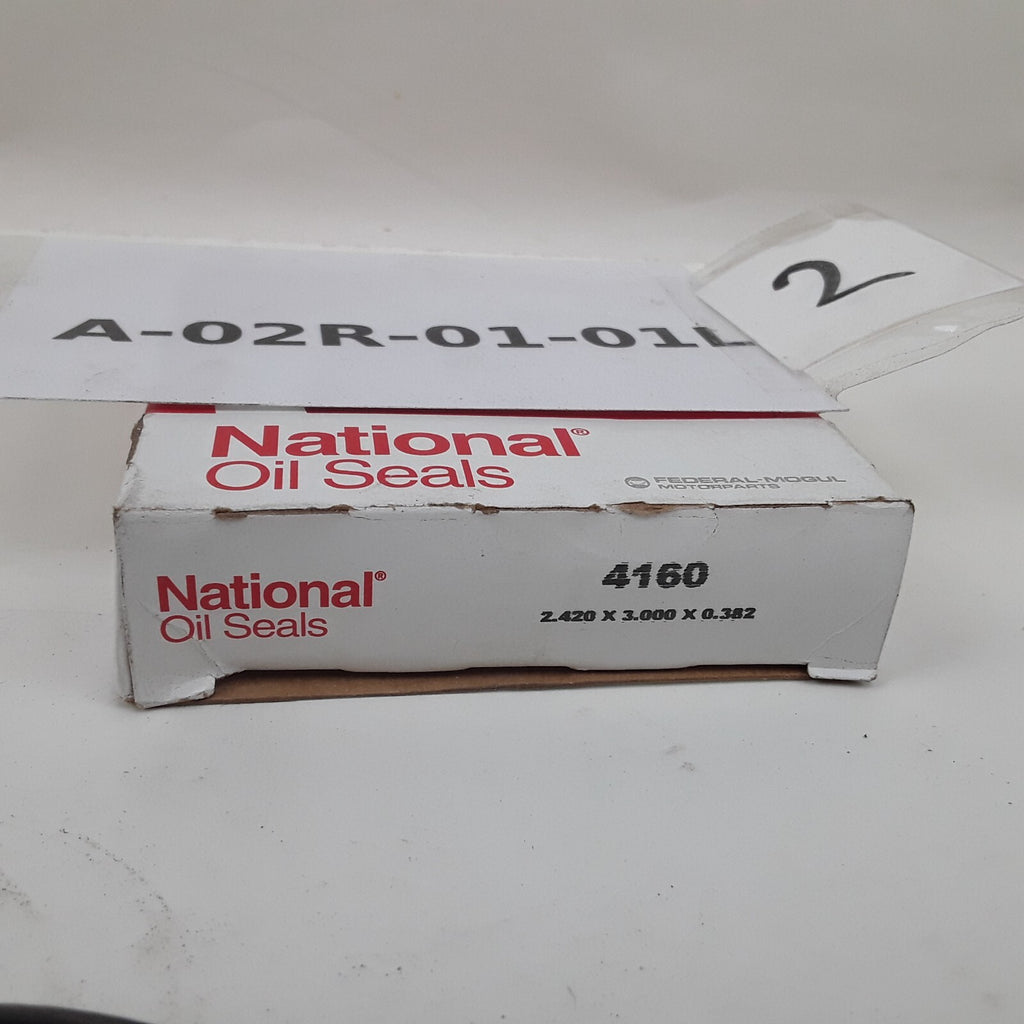 2
A-02R-01-01L
National®
Oil Seals
FEDERAL-MOGUL
MOTORPARTS
National®
Oil Seals
4160
2.420 X 3.000 X 0.382